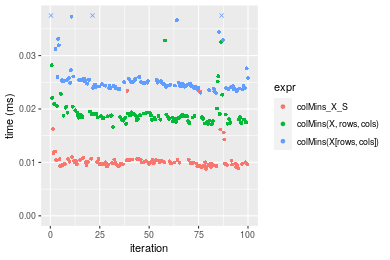 0.03
0.02
0.01
0.00
time (ms)
0
25
50
75
100
iteration
expr
colMins_X_S
colMins(X, rows, cols)
colMins(X[rows, cols])